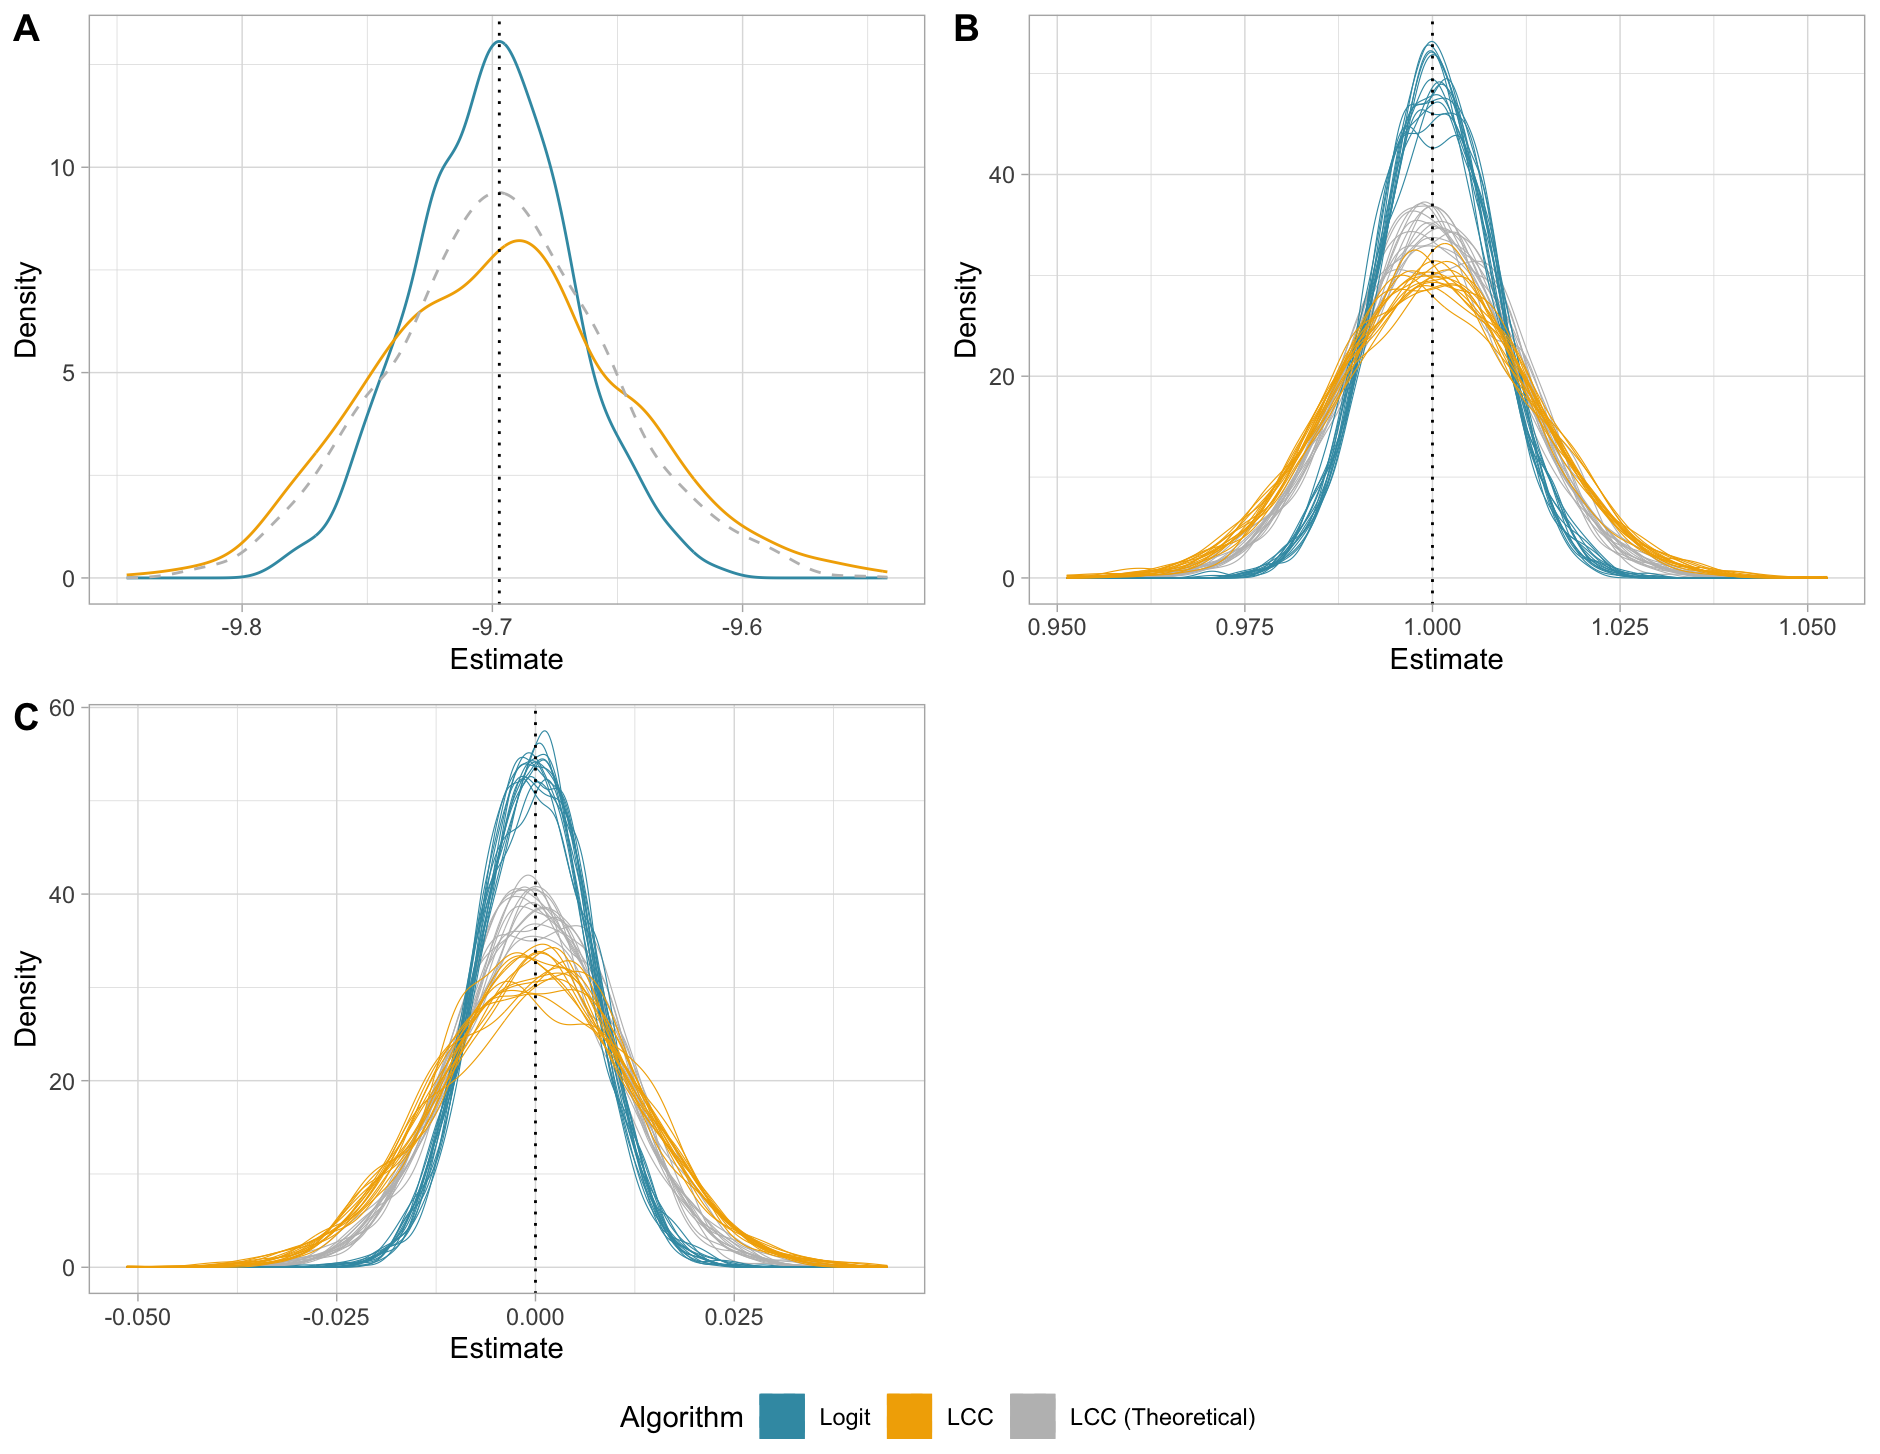 A
Density
10
5
0
-9.8 -9.7 -9.6
Estimate
B
Density
40
20
0
0.950 0.975 1.000 1.025 1.050
Estimate
C
Density
60
40
20
0
-0.050 -0.025 0.000 0.025
Estimate
Algorithm Logit LCC LCC (Theoretical)